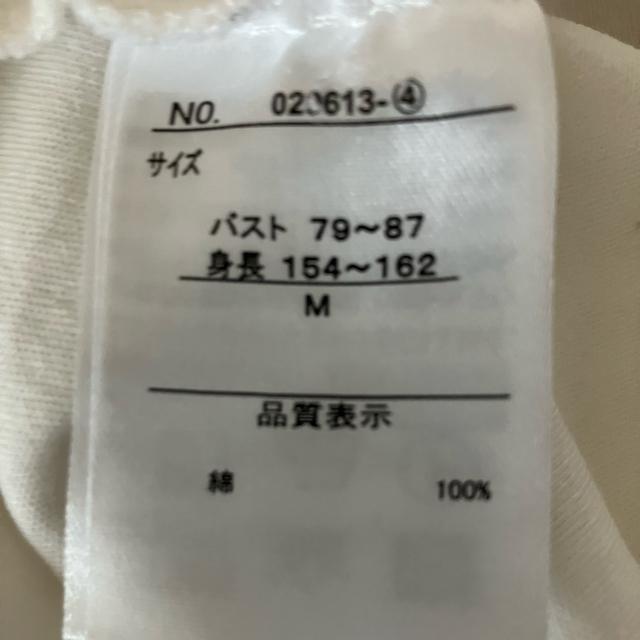 NO. 020613-④
サイズ
バスト 79～87
身長 154～162
M
品質表示
綿 100%